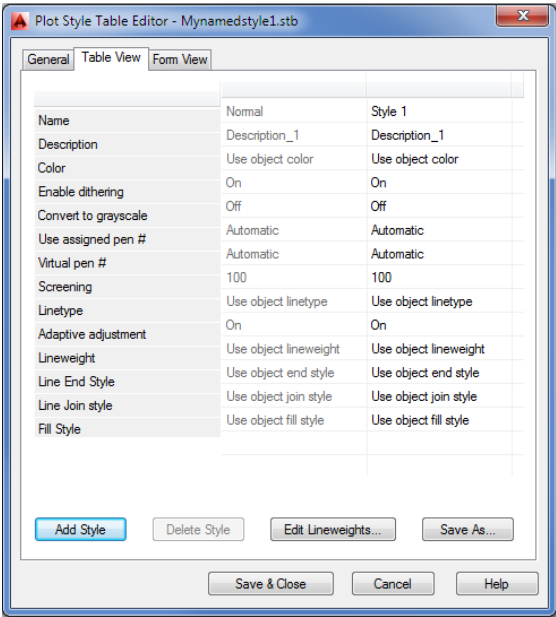 Plot Style Table Editor - Mynamedstyle1.stb
General Table View Form View
Name Normal Style 1
Description Description_1 Description_1
Color Use object color Use object color
Enable dithering On On
Convert to grayscale Off Off
Use assigned pen # Automatic Automatic
Virtual pen # Automatic Automatic
Screening 100 100
Linetype Use object linetype Use object linetype
Adaptive adjustment On On
Lineweight Use object lineweight Use object lineweight
Line End Style Use object end style Use object end style
Line Join style Use object join style Use object join style
Fill Style Use object fill style Use object fill style
Add Style Delete Style Edit Lineweights... Save As...
Save & Close Cancel Help